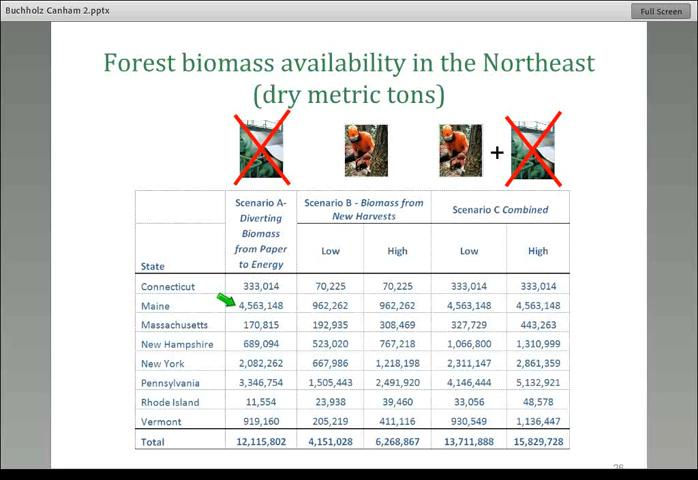 Buchholz Canham 2.pptx
Full Screen
Forest biomass availability in the Northeast
(dry metric tons)
+
Scenario A- Scenario B - Biomass from New Harvests Scenario C Combined
Diverting
Biomass
from Paper Low High Low High
to Energy
State
Connecticut 333,014 70,225 70,225 333,014 333,014
Maine 4,563,148 962,262 962,262 4,563,148 4,563,148
Massachusetts 170,815 192,935 308,469 327,729 443,263
New Hampshire 689,094 523,020 767,218 1,066,800 1,310,999
New York 2,082,262 667,986 1,218,198 2,311,147 2,861,359
Pennsylvania 3,346,754 1,505,443 2,491,920 4,146,444 5,132,921
Rhode Island 11,554 23,938 39,460 33,056 48,578
Vermont 919,160 205,219 411,116 930,549 1,136,447
Total 12,115,802 4,151,028 6,268,867 13,711,888 15,829,728